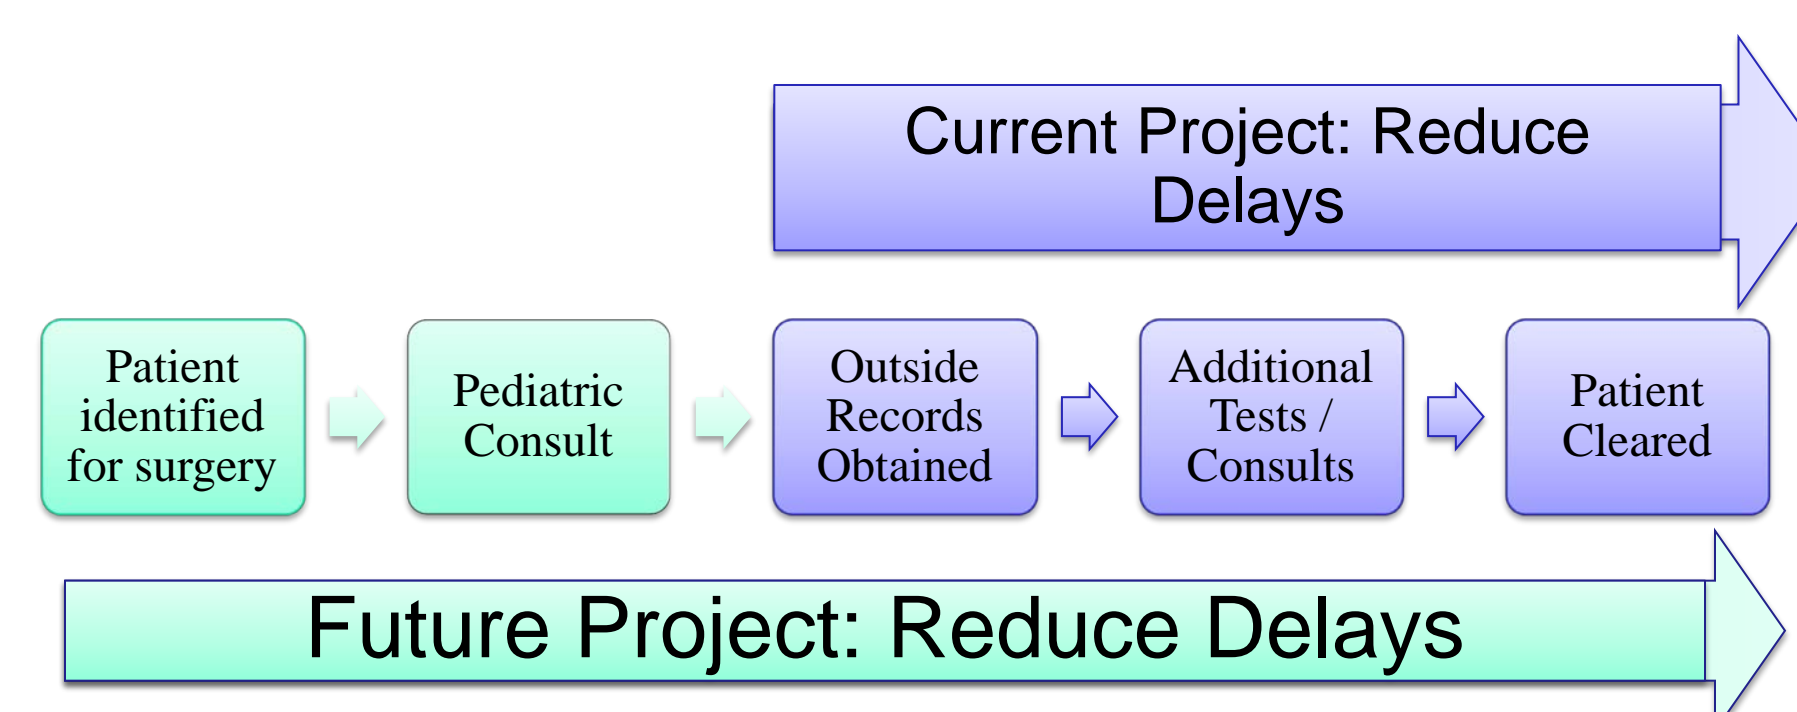 Current Project: Reduce
Delays
Patient
identified
for surgery
Pediatric
Consult
Outside
Records
Obtained
Additional
Tests /
Consults
Patient
Cleared
Future Project: Reduce Delays